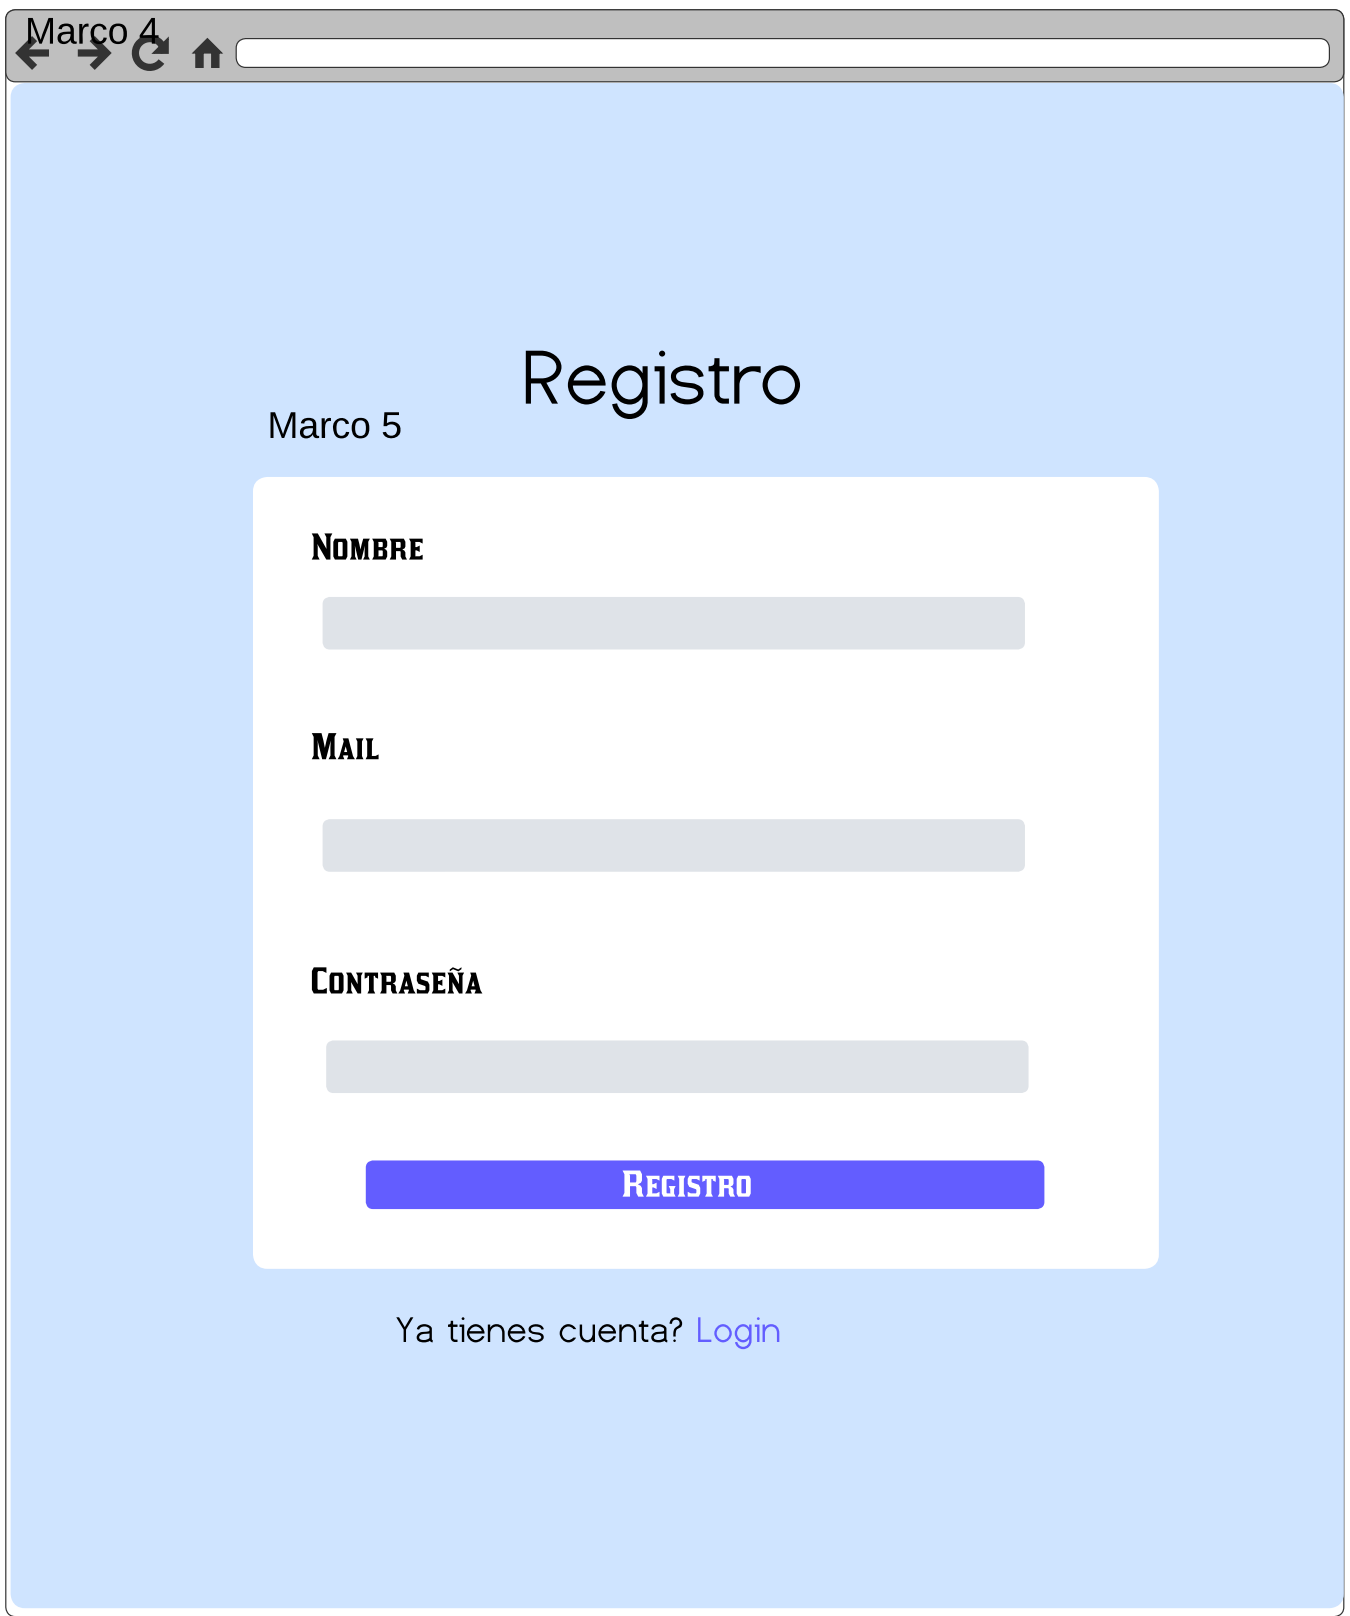 Marco 4
Registro
Marco 5
Nombre
Mail
Contraseña
Registro
Ya tienes cuenta? Login